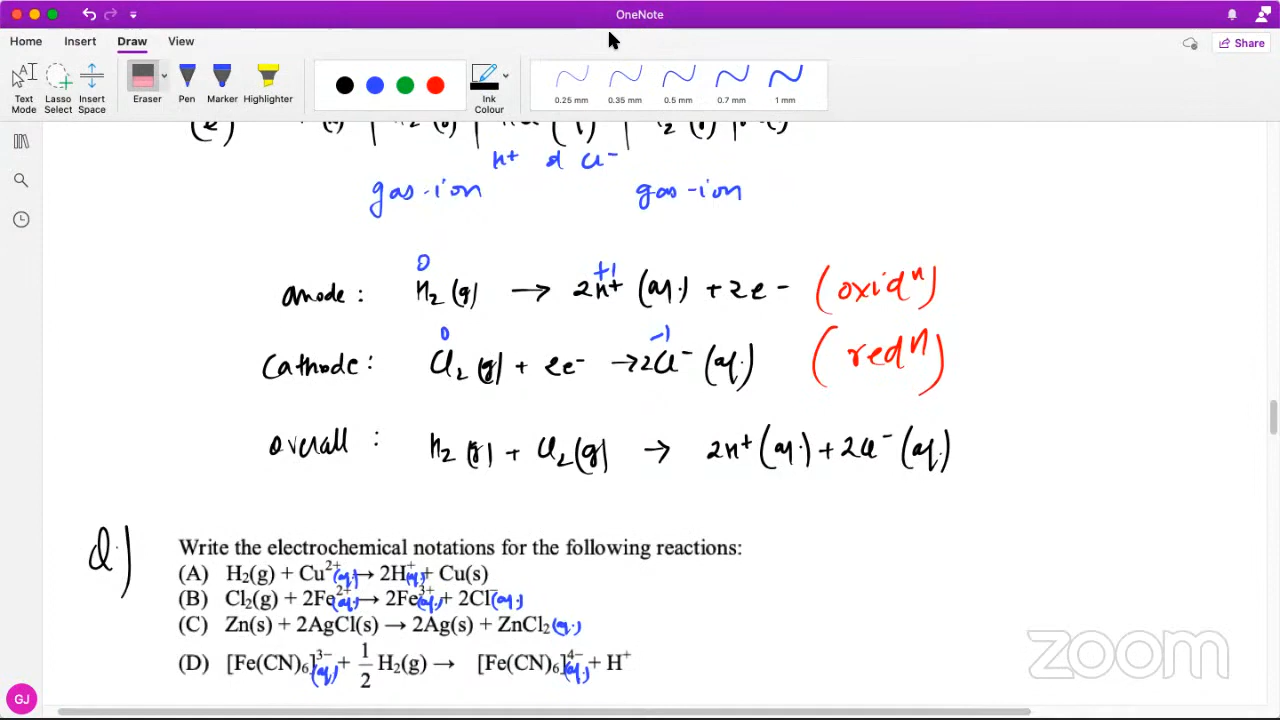 OneNote
Home Insert Draw View
Share
Text Mode Lasso Select Insert Space Eraser Pen Marker Highlighter Ink Colour 0.25 mm 0.35 mm 0.5 mm 0.7 mm 1 mm
H+ d Cl−
gas-ion gas-ion
0 +1
anode: H₂(g) → 2H⁺ (aq.) + 2e − (oxidⁿ)
0 −1
Cathode: Cl₂(g) + 2e⁻ → 2Cl⁻ (aq.) (redⁿ)
overall : H₂(g) + Cl₂(g) → 2H⁺(aq.) + 2Cl⁻(aq.)
Q.) Write the electrochemical notations for the following reactions:
(A) H₂(g) + Cu²⁺(aq.) → 2H⁺(aq.) + Cu(s)
(B) Cl₂(g) + 2Fe²⁺(aq.) → 2Fe³⁺(aq.) + 2Cl⁻(aq.)
(C) Zn(s) + 2AgCl(s) → 2Ag(s) + ZnCl₂(aq.)
(D) [Fe(CN)₆]³⁻(aq.) + 1/2 H₂(g) → [Fe(CN)₆]⁴⁻(aq.) + H⁺
zoom
GJ